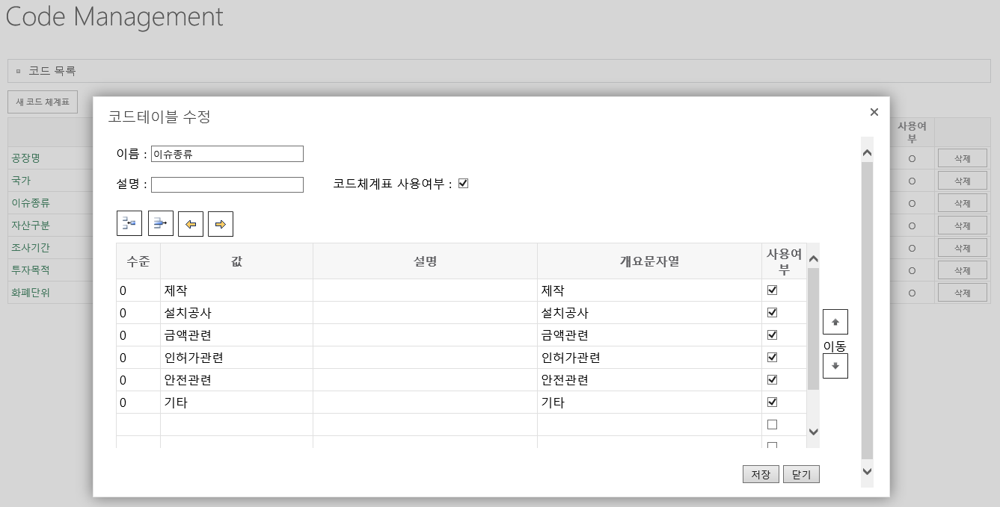 Code Management
코드 목록
새 코드 체계표
사용여
부
공장명 O 삭제
국가 O 삭제
이슈종류 O 삭제
자산구분 O 삭제
조사기간 O 삭제
투자목적 O 삭제
화폐단위 O 삭제
코드테이블 수정
이름 : 이슈종류
설명 : 코드체계표 사용여부 :
수준 값 설명 개요문자열 사용여
부
0 제작 제작
0 설치공사 설치공사
0 금액관련 금액관련
0 인허가관련 인허가관련
0 안전관련 안전관련
0 기타 기타
이동
저장 닫기